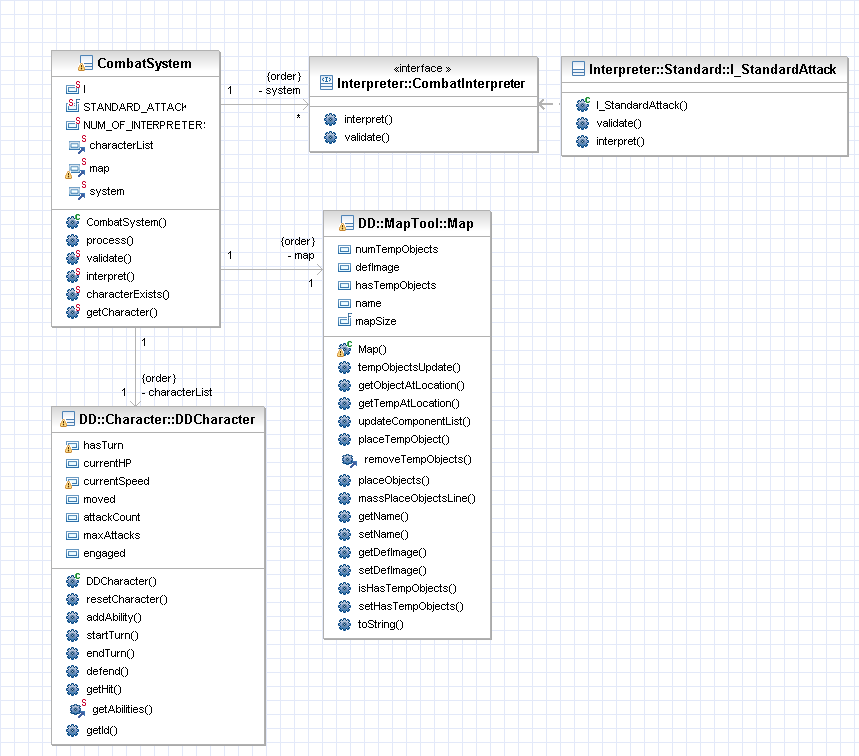 CombatSystem
I
STANDARD_ATTACK
NUM_OF_INTERPRETERS
characterList
map
system
CombatSystem()
process()
validate()
interpret()
characterExists()
getCharacter()
1
{order}
- system
*
«interface »
Interpreter::CombatInterpreter
interpret()
validate()
Interpreter::Standard::I_StandardAttack
I_StandardAttack()
validate()
interpret()
1
{order}
- map
1
DD::MapTool::Map
numTempObjects
defImage
hasTempObjects
name
mapSize
Map()
tempObjectsUpdate()
getObjectAtLocation()
getTempAtLocation()
updateComponentList()
placeTempObject()
removeTempObjects()
placeObjects()
massPlaceObjectsLine()
getName()
setName()
getDefImage()
setDefImage()
isHasTempObjects()
setHasTempObjects()
toString()
1
{order}
1
- characterList
DD::Character::DDCharacter
hasTurn
currentHP
currentSpeed
moved
attackCount
maxAttacks
engaged
DDCharacter()
resetCharacter()
addAbility()
startTurn()
endTurn()
defend()
getHit()
getAbilities()
getId()